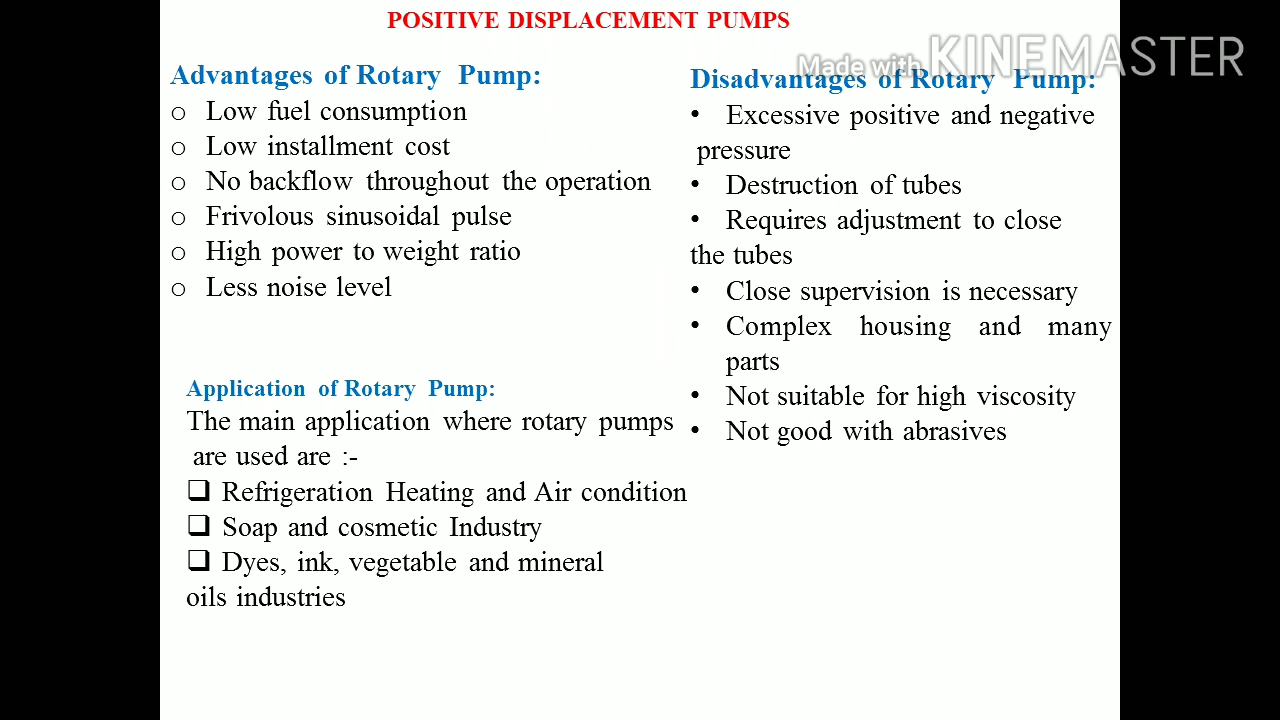 POSITIVE DISPLACEMENT PUMPS
Made with KINEMASTER
Advantages of Rotary Pump:
o Low fuel consumption
o Low installment cost
o No backflow throughout the operation
o Frivolous sinusoidal pulse
o High power to weight ratio
o Less noise level
Application of Rotary Pump:
The main application where rotary pumps
are used are :-
❑ Refrigeration Heating and Air condition
❑ Soap and cosmetic Industry
❑ Dyes, ink, vegetable and mineral
oils industries
Disadvantages of Rotary Pump:
• Excessive positive and negative
pressure
• Destruction of tubes
• Requires adjustment to close
the tubes
• Close supervision is necessary
• Complex housing and many
parts
• Not suitable for high viscosity
• Not good with abrasives